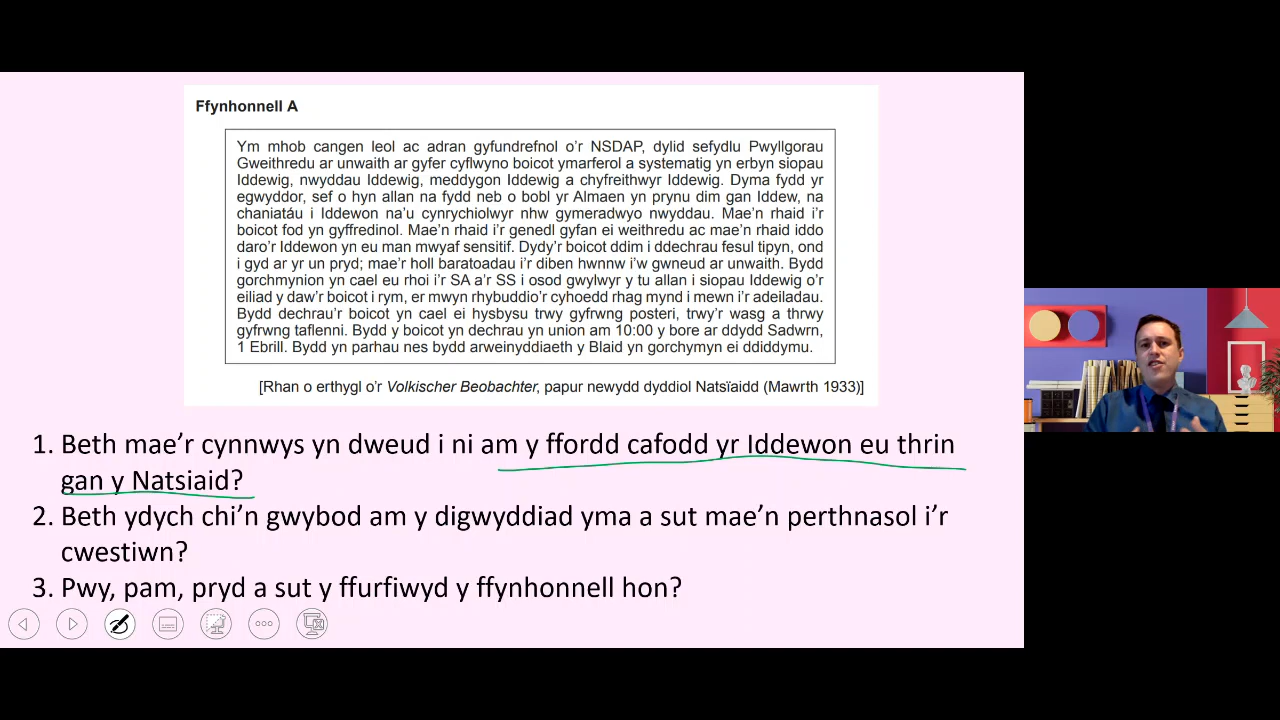 Ffynhonnell A
Ym mhob cangen leol ac adran gyfundrefnol o'r NSDAP, dylid sefydlu Pwyllgorau
Gweithredu ar unwaith ar gyfer cyflwyno boicot ymarferol a systematig yn erbyn siopau
Iddewig, nwyddau Iddewig, meddygon Iddewig a chyfreithwyr Iddewig. Dyma fydd yr
egwyddor, sef o hyn allan na fydd neb o bobl yr Almaen yn prynu dim gan Iddew, na
chaniatáu i Iddewon na'u cynrychiolwyr nhw gymeradwyo nwyddau. Mae'n rhaid i'r
boicot fod yn gyffredinol. Mae'n rhaid i'r genedl gyfan ei weithredu ac mae'n rhaid iddo
daro'r Iddewon yn eu man mwyaf sensitif. Dydy'r boicot ddim i ddechrau fesul tipyn, ond
i gyd ar yr un pryd; mae'r holl baratoadau i'r diben hwnnw i'w gwneud ar unwaith. Bydd
gorchmynion yn cael eu rhoi i'r SA a'r SS i osod gwylwyr y tu allan i siopau Iddewig o'r
eiliad y daw'r boicot i rym, er mwyn rhybuddio'r cyhoedd rhag mynd i mewn i'r adeiladau.
Bydd dechrau'r boicot yn cael ei hysbysu trwy gyfrwng posteri, trwy'r wasg a thrwy
gyfrwng taflenni. Bydd y boicot yn dechrau yn union am 10:00 y bore ar ddydd Sadwrn,
1 Ebrill. Bydd yn parhau nes bydd arweinyddiaeth y Blaid yn gorchymyn ei ddiddymu.
[Rhan o erthygl o'r Volkischer Beobachter, papur newydd dyddiol Natsïaidd (Mawrth 1933)]
1. Beth mae'r cynnwys yn dweud i ni am y ffordd cafodd yr Iddewon eu thrin
gan y Natsiaid?
2. Beth ydych chi'n gwybod am y digwyddiad yma a sut mae'n perthnasol i'r
cwestiwn?
3. Pwy, pam, pryd a sut y ffurfiwyd y ffynhonnell hon?